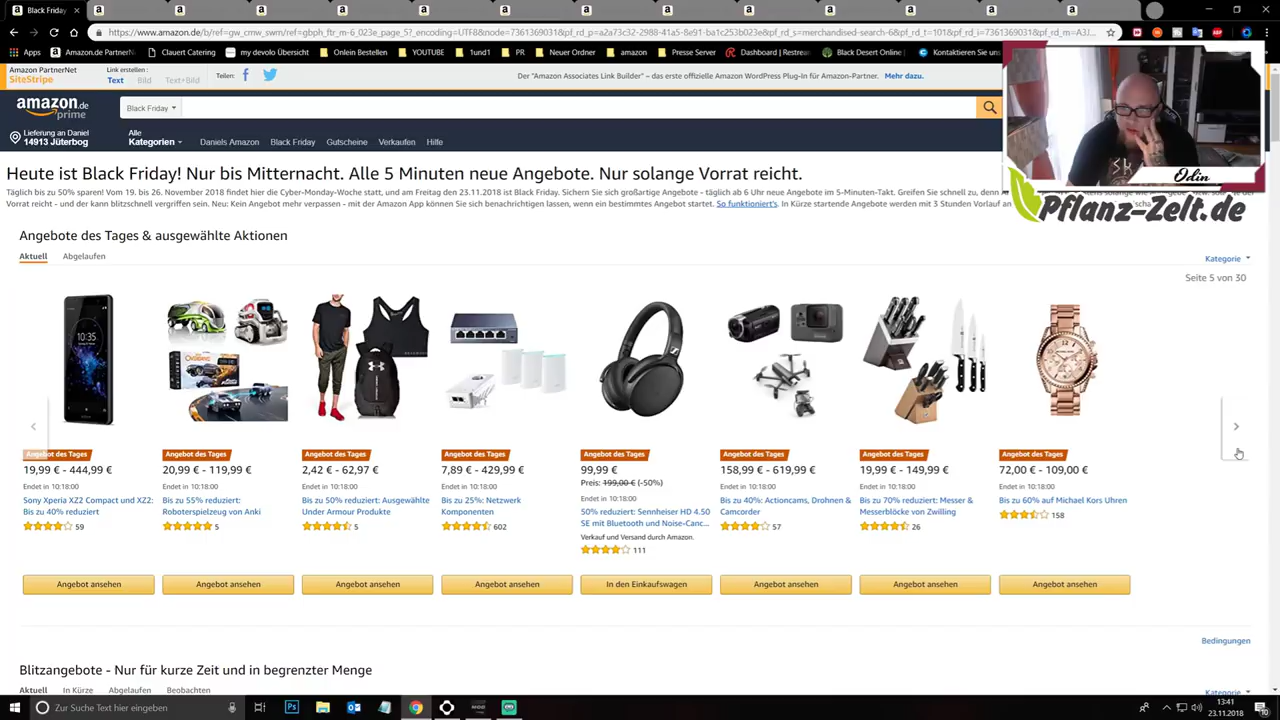 Black Friday
https://www.amazon.de/b/ref=gw_cmw_swrn/ref=gbph_ftr_m-6_023e_page_5?_encoding=UTF8&node=7361369031&pf_rd_p=a2a73c32-2988-41a5-8e91-ba1c253b023e&pf_rd_s=merchandised-search-6&pf_rd_t=101&pf_rd_i=7361369031&pf_rd_m=A3J...
Apps
Amazon.de PartnerN
Clauert Catering
my devolo Übersicht
Onlein Bestellen
YOUTUBE
1und1
PR
Neuer Ordner
amazon
Presse Server
Dashboard | Restrea
Black Desert Online
Kontaktieren Sie uns
Amazon PartnerNet
SiteStripe
Link erstellen:
Text Bild Text+Bild
Teilen:
Der "Amazon Associates Link Builder" – das erste offizielle Amazon WordPress Plug-In für Amazon-Partner. Mehr dazu.
amazon.de
prime
Black Friday
Lieferung an Daniel
14913 Jüterbog
Alle
Kategorien
Daniels Amazon
Black Friday
Gutscheine
Verkaufen
Hilfe
Odin
Pflanz-Zelt.de
Heute ist Black Friday! Nur bis Mitternacht. Alle 5 Minuten neue Angebote. Nur solange Vorrat reicht.
Täglich bis zu 50% sparen! Vom 19. bis 26. November 2018 findet hier die Cyber-Monday-Woche statt, und am Freitag den 23.11.2018 ist Black Friday. Sichern Sie sich großartige Angebote - täglich ab 6 Uhr neue Angebote im 5-Minuten-Takt. Greifen Sie schnell zu, denn
Vorrat reicht - und der kann blitzschnell vergriffen sein. Neu: Kein Angebot mehr verpassen - mit der Amazon App können Sie sich benachrichtigen lassen, wenn ein bestimmtes Angebot startet. So funktioniert's. In Kürze startende Angebote werden mit 3 Stunden Vorlauf
Angebote des Tages & ausgewählte Aktionen
Aktuell Abgelaufen
Kategorie
Seite 5 von 30
Angebot des Tages
19,99 € - 444,99 €
Endet in 10:18:00
Sony Xperia XZ2 Compact und XZ2:
Bis zu 40% reduziert
59
Angebot ansehen
Angebot des Tages
20,99 € - 119,99 €
Endet in 10:18:00
Bis zu 55% reduziert:
Roboterspielzeug von Anki
5
Angebot ansehen
Angebot des Tages
2,42 € - 62,97 €
Endet in 10:18:00
Bis zu 50% reduziert: Ausgewählte
Under Armour Produkte
5
Angebot ansehen
Angebot des Tages
7,89 € - 429,99 €
Endet in 10:18:00
Bis zu 25%: Netzwerk
Komponenten
602
Angebot ansehen
Angebot des Tages
99,99 €
Preis: 199,00 € (-50%)
Endet in 10:18:00
50% reduziert: Sennheiser HD 4.50
SE mit Bluetooth und Noise-Canc...
Verkauf und Versand durch Amazon.
111
In den Einkaufswagen
Angebot des Tages
158,99 € - 619,99 €
Endet in 10:18:00
Bis zu 40%: Actioncams, Drohnen &
Camcorder
57
Angebot ansehen
Angebot des Tages
19,99 € - 149,99 €
Endet in 10:18:00
Bis zu 70% reduziert: Messer &
Messerblöcke von Zwilling
26
Angebot ansehen
Angebot des Tages
72,00 € - 109,00 €
Endet in 10:18:00
Bis zu 60% auf Michael Kors Uhren
158
Angebot ansehen
Bedingungen
Blitzangebote - Nur für kurze Zeit und in begrenzter Menge
Aktuell In Kürze Abgelaufen Beobachten
Kategorie
Zur Suche Text hier eingeben
13:41
23.11.2018